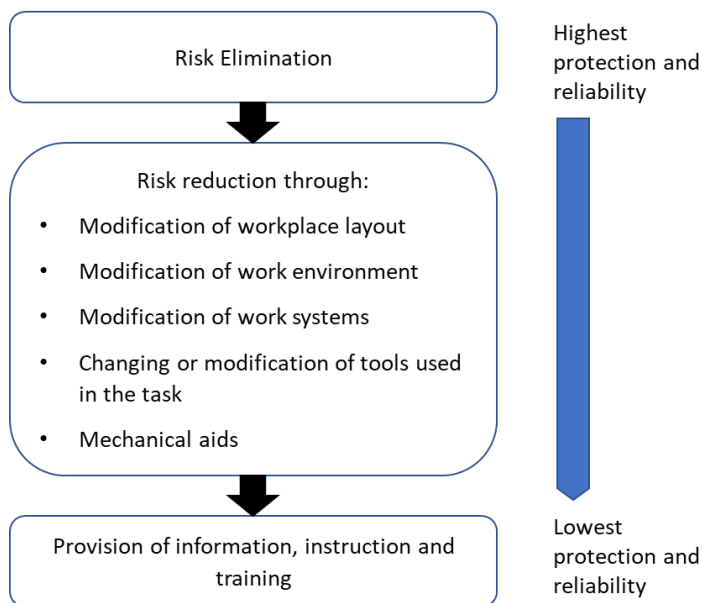 Risk Elimination
Highest
protection and
reliability
Risk reduction through:
• Modification of workplace layout
• Modification of work environment
• Modification of work systems
• Changing or modification of tools used
in the task
• Mechanical aids
Provision of information, instruction and
training
Lowest
protection and
reliability